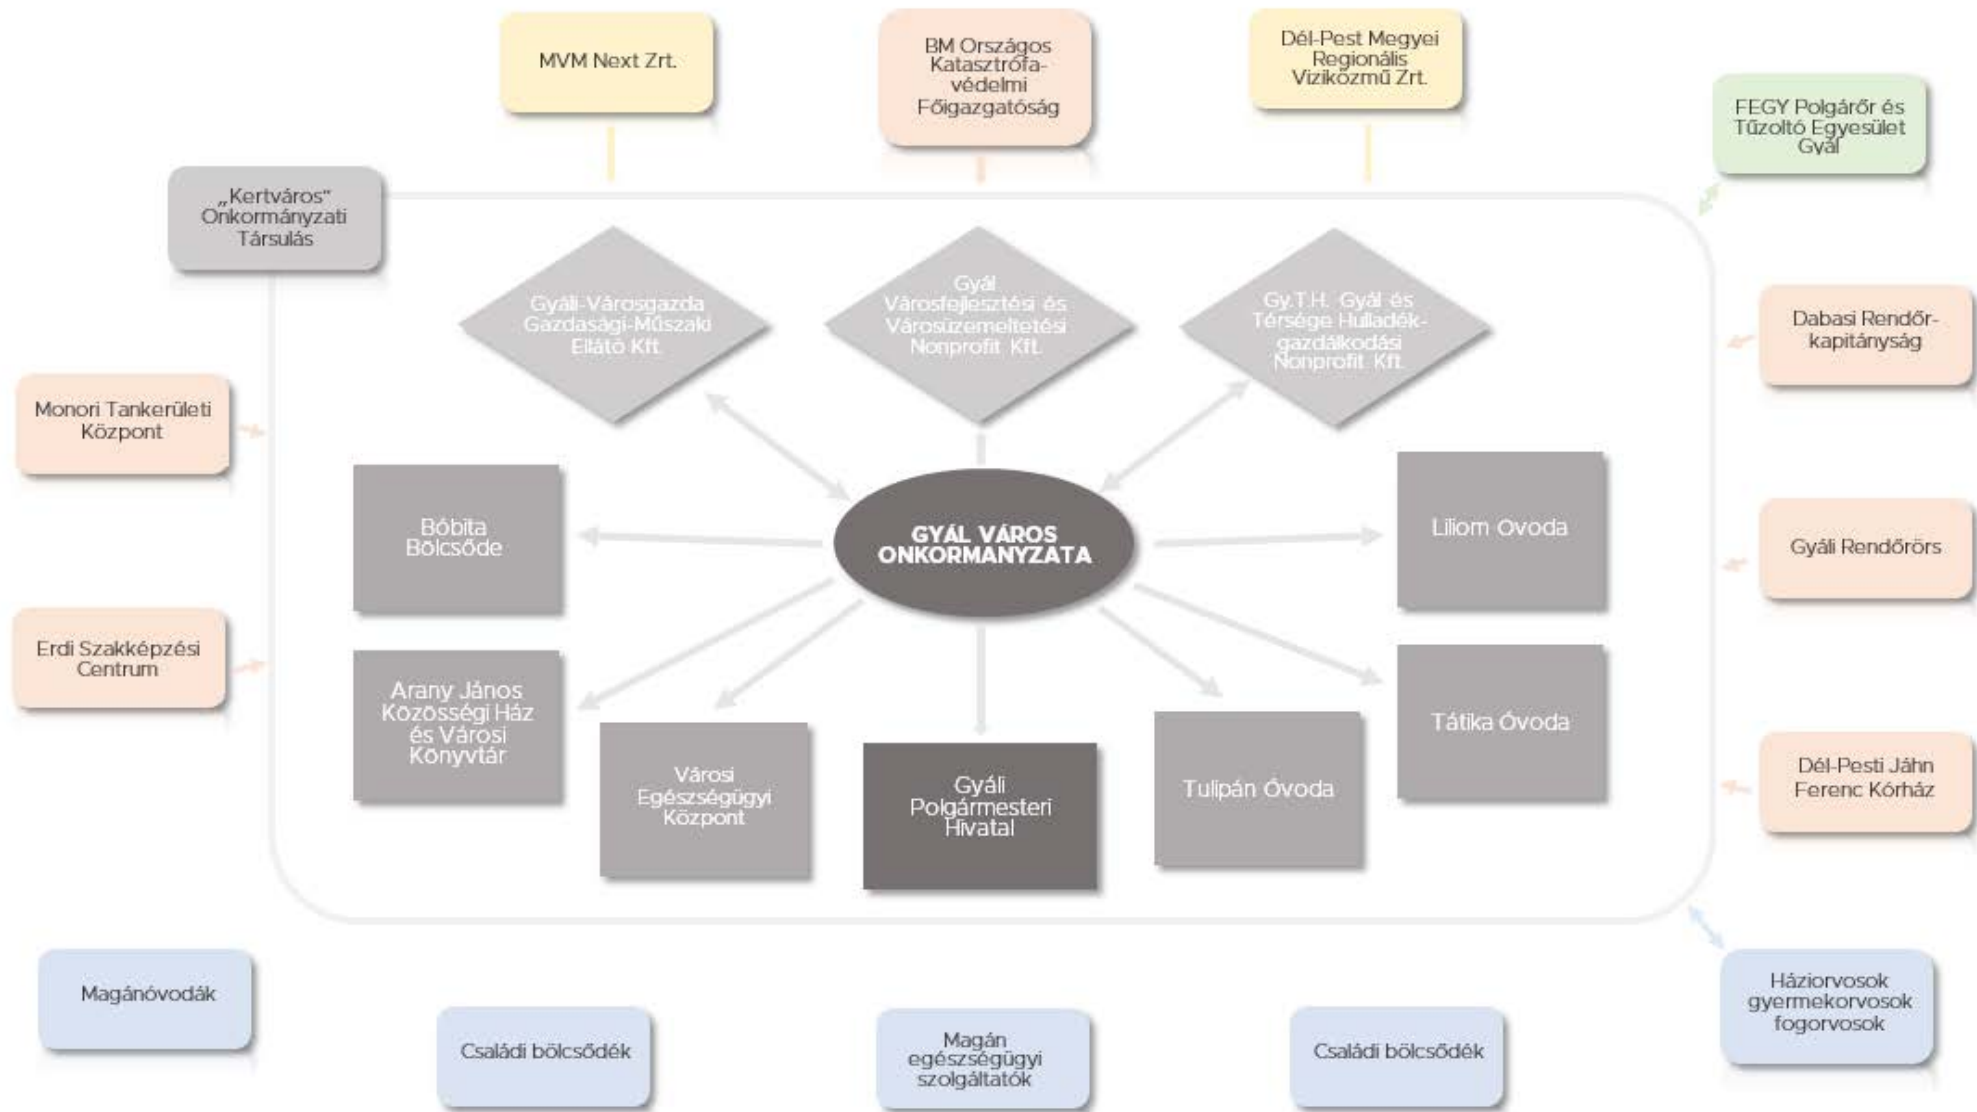 MVM Next Zrt.
BM Országos
Katasztrófa-
védelmi
Főigazgatóság
Dél-Pest Megyei
Regionális
Viziközmű Zrt.
FEGY Polgárőr és
Tűzoltó Egyesület
Gyál
„Kertváros"
Onkormányzati
Társulás
Gyáli-Városgazda
Gazdasági-Műszaki
Ellátó Kft.
Gyál
Városfejlesztési és
Városüzemeltetési
Nonprofit Kft.
Gy.T.H. Gyál és
Térsége Hulladék-
gazdálkodási
Nonprofit Kft.
Dabasi Rendőr-
kapitányság
Monori Tankerületi
Központ
Bóbita
Bölcsőde
GYÁL VÁROS
ONKORMANYZATA
Liliom Óvoda
Gyáli Rendőrörs
Erdi Szakképzési
Centrum
Arany János
Közösségi Ház
és Városi
Könyvtár
Városi
Egészségügyi
Központ
Gyáli
Polgármesteri
Hivatal
Tulipán Óvoda
Tátika Óvoda
Dél-Pesti Jáhn
Ferenc Kórház
Magánóvodák
Családi bölcsődék
Magán
egészségügyi
szolgáltatók
Családi bölcsődék
Háziorvosok
gyermekorvosok
fogorvosok